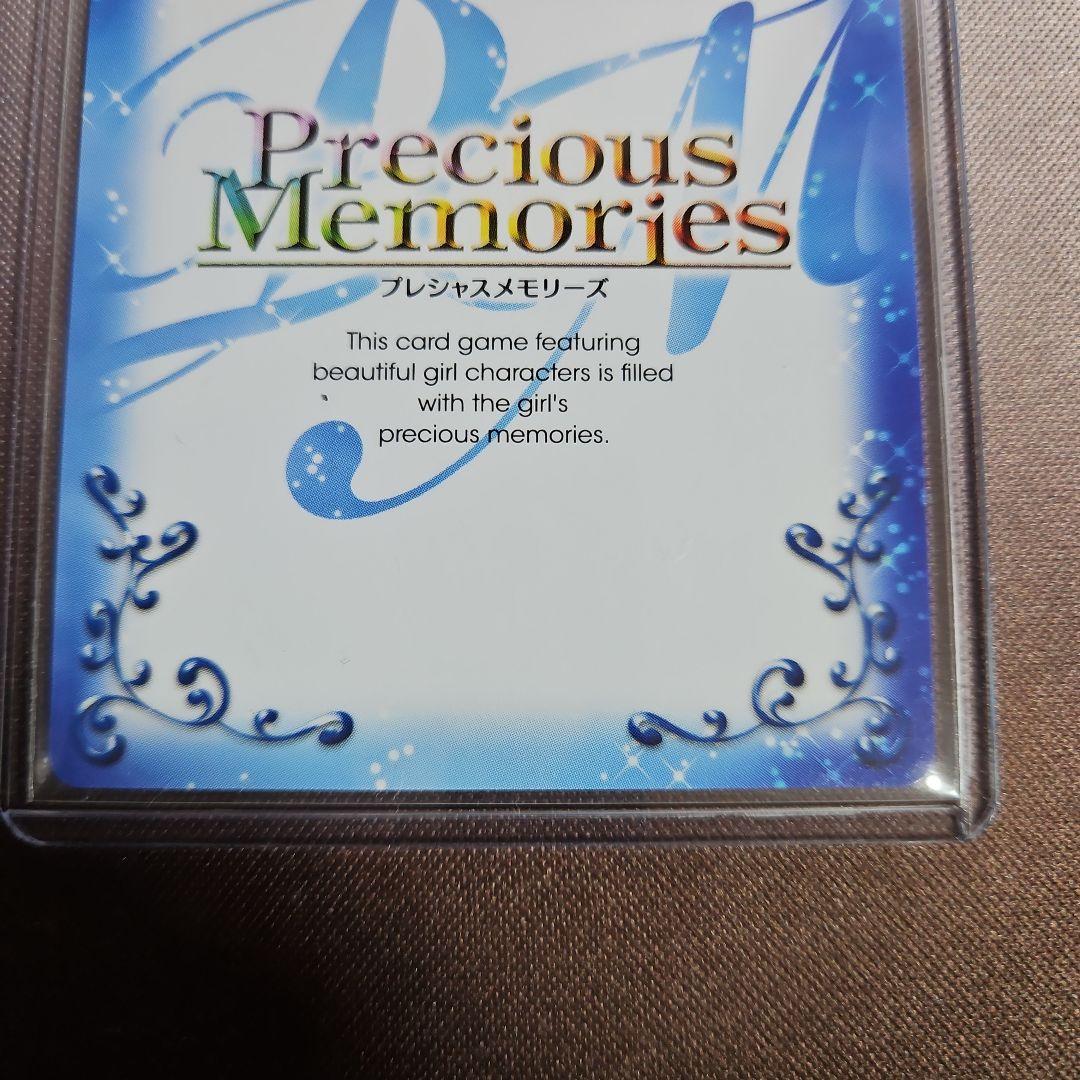 PM
Precious
Memories
プレシャスメモリーズ
This card game featuring
beautiful girl characters is filled
with the girl's
precious memories.